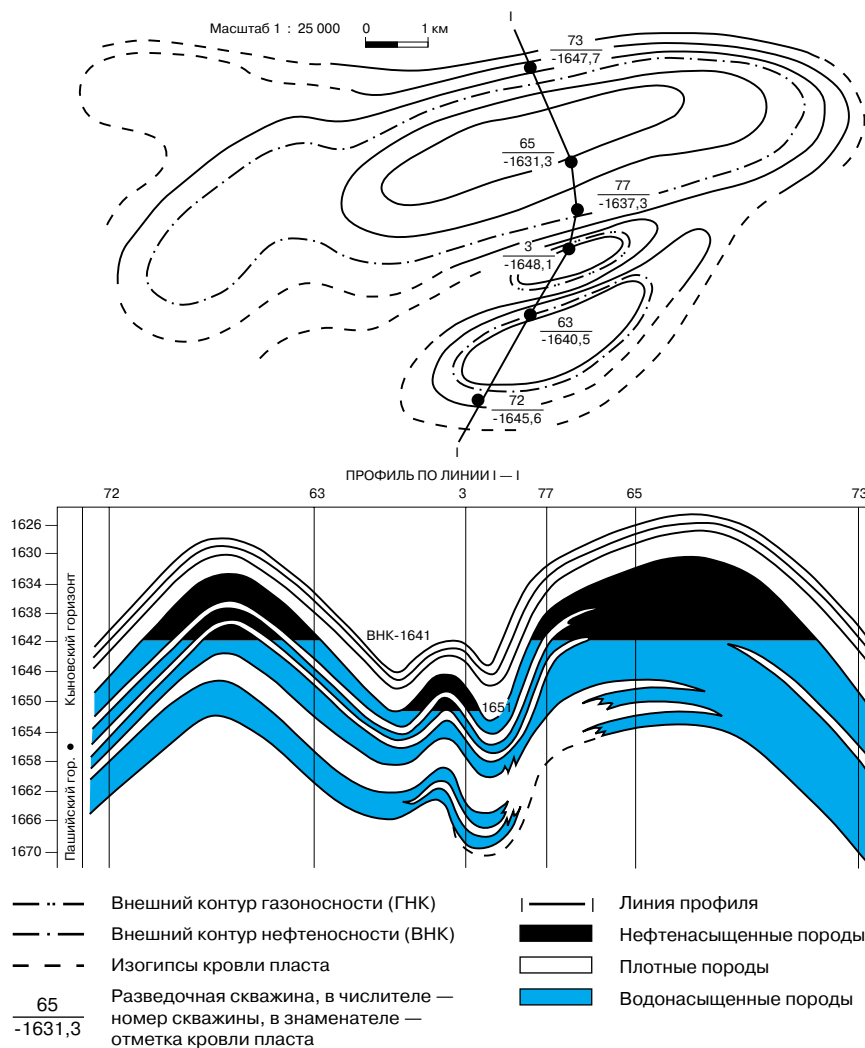 Масштаб 1 : 25 000
0 1 км
I
73
-1647,7
65
-1631,3
77
-1637,3
3
-1648,1
63
-1640,5
72
-1645,6
I
ПРОФИЛЬ ПО ЛИНИИ I — I
72 63 3 77 65 73
1626
1630
1634
1638
1642
1646
1650
1654
1658
1662
1666
1670
Пашийский гор. • Кыновский горизонт
ВНК-1641
1651
Внешний контур газоносности (ГНК)
Внешний контур нефтеносности (ВНК)
Изогипсы кровли пласта
65
-1631,3
Разведочная скважина, в числителе —
номер скважины, в знаменателе —
отметка кровли пласта
I I Линия профиля
Нефтенасыщенные породы
Плотные породы
Водонасыщенные породы